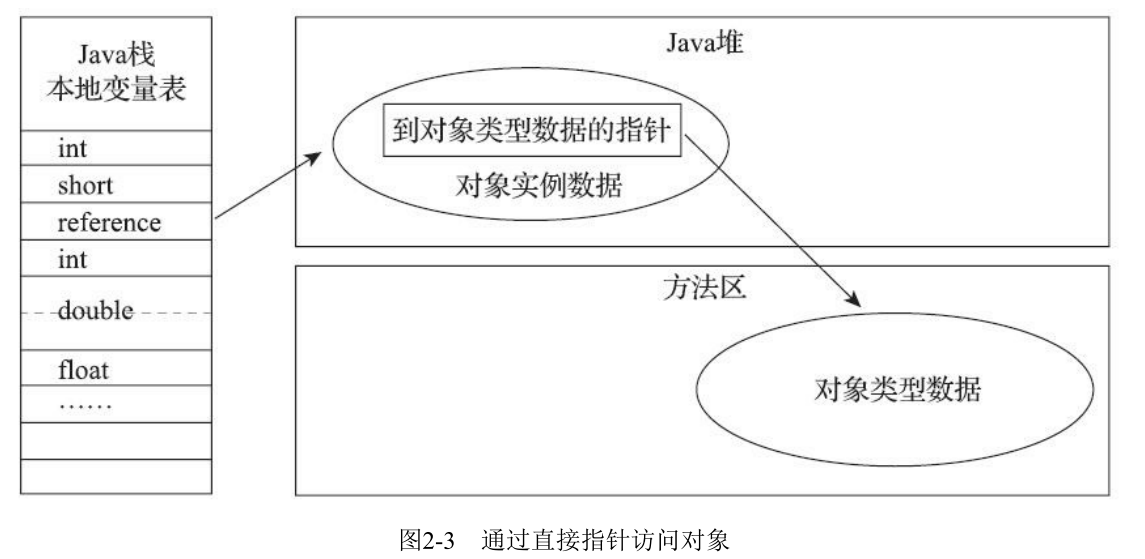 Java栈
本地变量表
int
short
reference
int
double
float
……
Java堆
到对象类型数据的指针
对象实例数据
方法区
对象类型数据
图2-3 通过直接指针访问对象